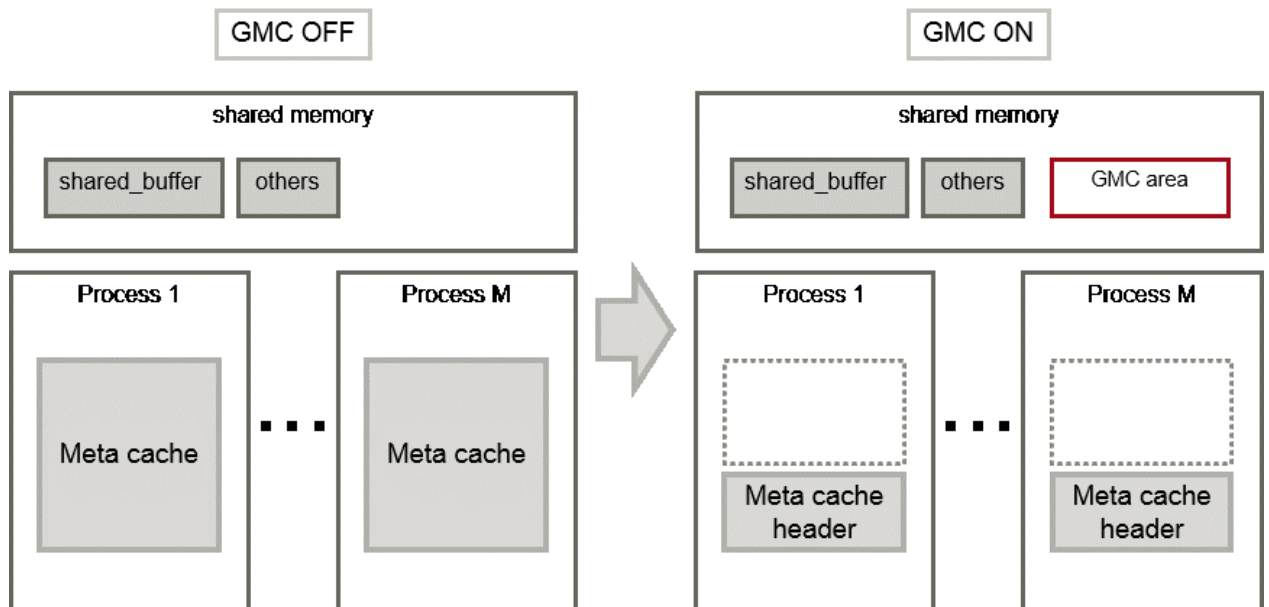 GMC OFF
GMC ON
shared memory
shared_buffer
others
shared memory
shared_buffer
others
GMC area
Process 1
Process M
Meta cache
Meta cache
Process 1
Process M
Meta cache
header
Meta cache
header